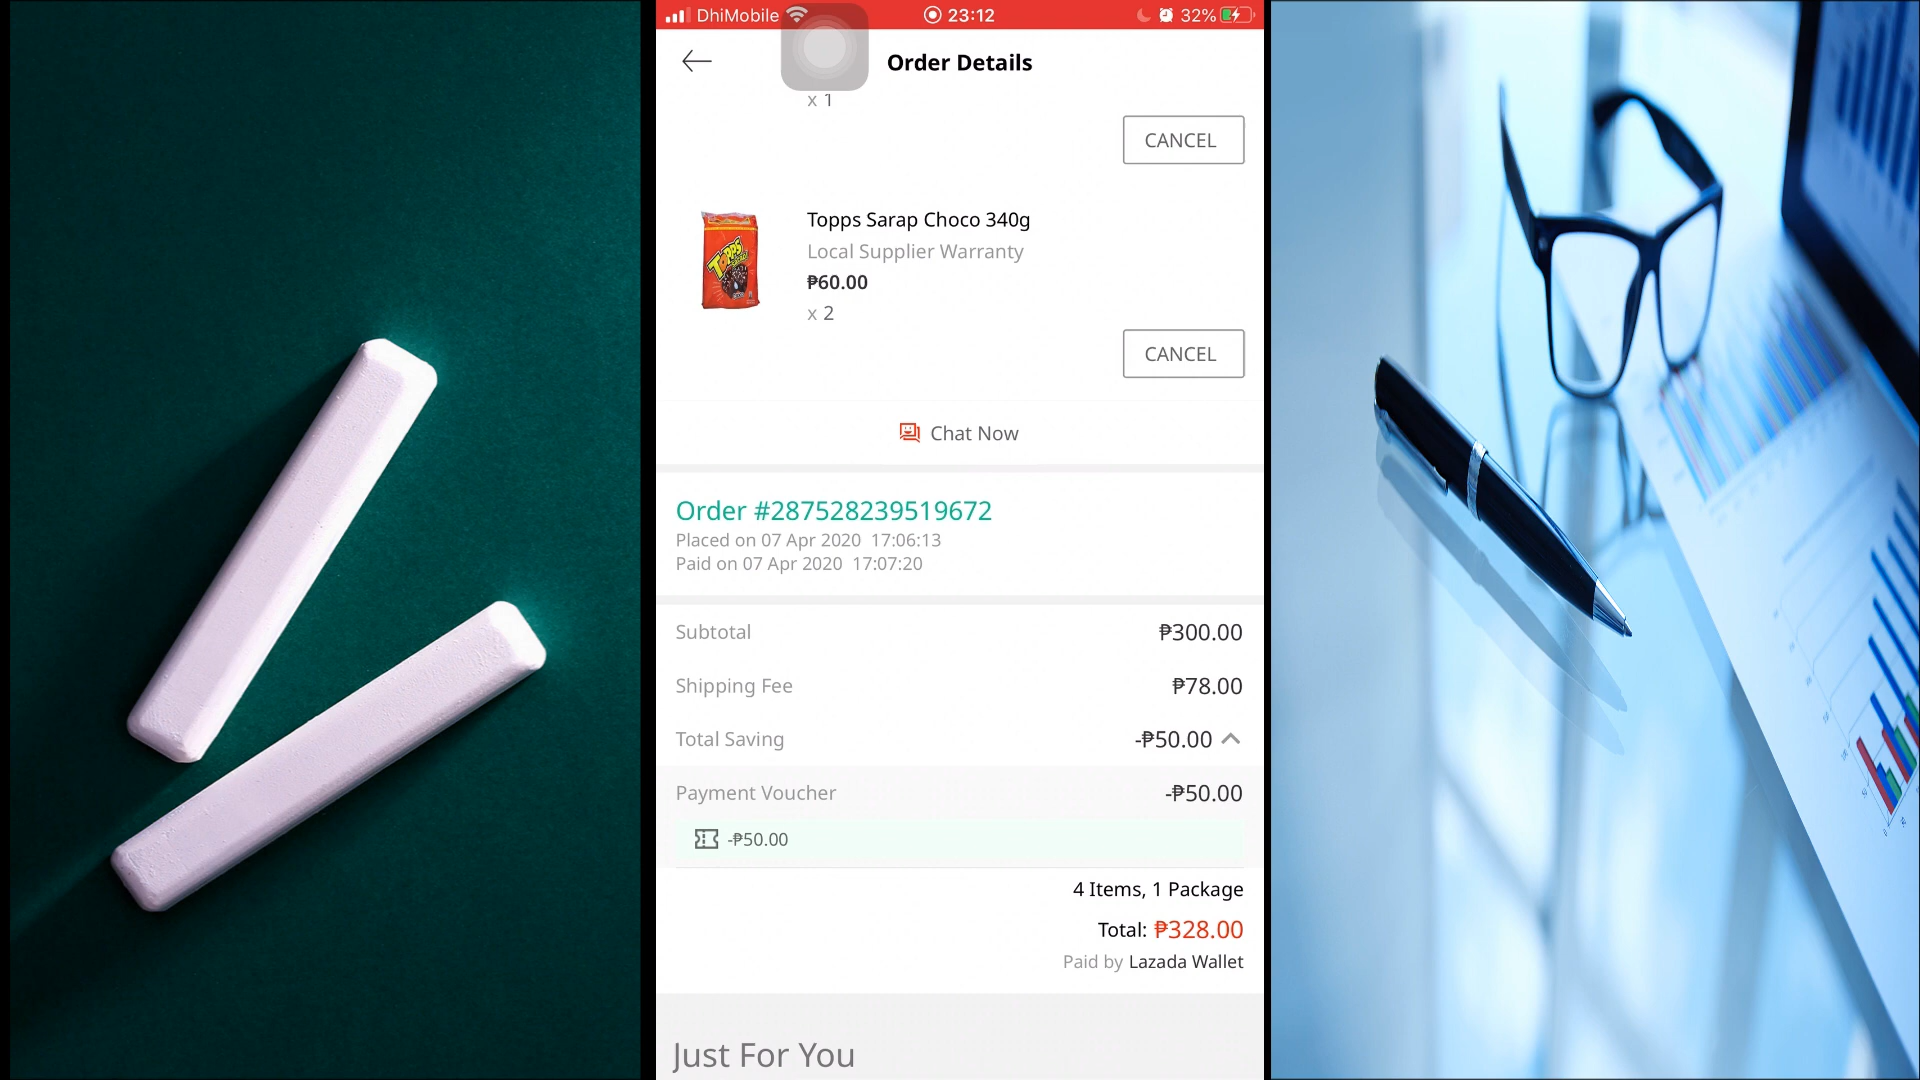 DhiMobile
23:12
32%
Order Details
x 1
CANCEL
TOPPS
Topps Sarap Choco 340g
Local Supplier Warranty
₱60.00
x 2
CANCEL
Chat Now
Order #287528239519672
Placed on 07 Apr 2020 17:06:13
Paid on 07 Apr 2020 17:07:20
Subtotal
₱300.00
Shipping Fee
₱78.00
Total Saving
-₱50.00
Payment Voucher
-₱50.00
-₱50.00
4 Items, 1 Package
Total: ₱328.00
Paid by Lazada Wallet
Just For You